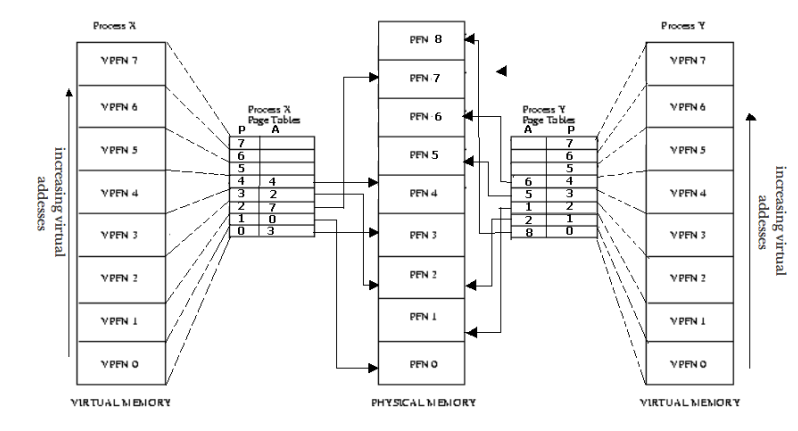 Process X
VPFN 7
VPFN 6
VPFN 5
VPFN 4
VPFN 3
VPFN 2
VPFN 1
VPFN 0
VIRTUAL MEMORY
increasing virtual
addesses
Process X
Page Tables
P A
7
6
5
4 4
3 2
2 7
1 0
0 3
PFN 8
PFN 7
PFN 6
PFN 5
PFN 4
PFN 3
PFN 2
PFN 1
PFN 0
PHYSICAL MEMORY
Process Y
Page Tables
A P
7
6
5
6 4
5 3
1 2
2 1
8 0
Process Y
VPFN 7
VPFN 6
VPFN 5
VPFN 4
VPFN 3
VPFN 2
VPFN 1
VPFN 0
VIRTUAL MEMORY
increasing virtual
addesses